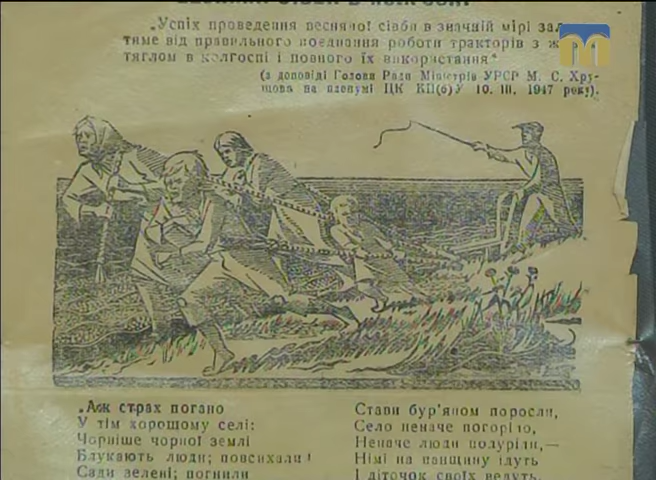 „Успіх проведення весняної сівби в значній мірі зале-
тиме від правильного поєднання роботи тракторів з
тяглом в колгоспі і повного їх використання"
(з доповіді Голови Ради Міністрів УРСР М. С. Хру-
щова на пленумі ЦК КП(б)У 10. III. 1947 року).
„Аж страх погано
У тім хорошому селі:
Чорніше чорної землі
Блукають люди; повсихали
Сади зелені; погнили
Стави бур'яном поросли,
Село неначе погоріло,
Неначе люди подуріли,—
Німі на панщину ідуть
І діточок своїх ведуть.